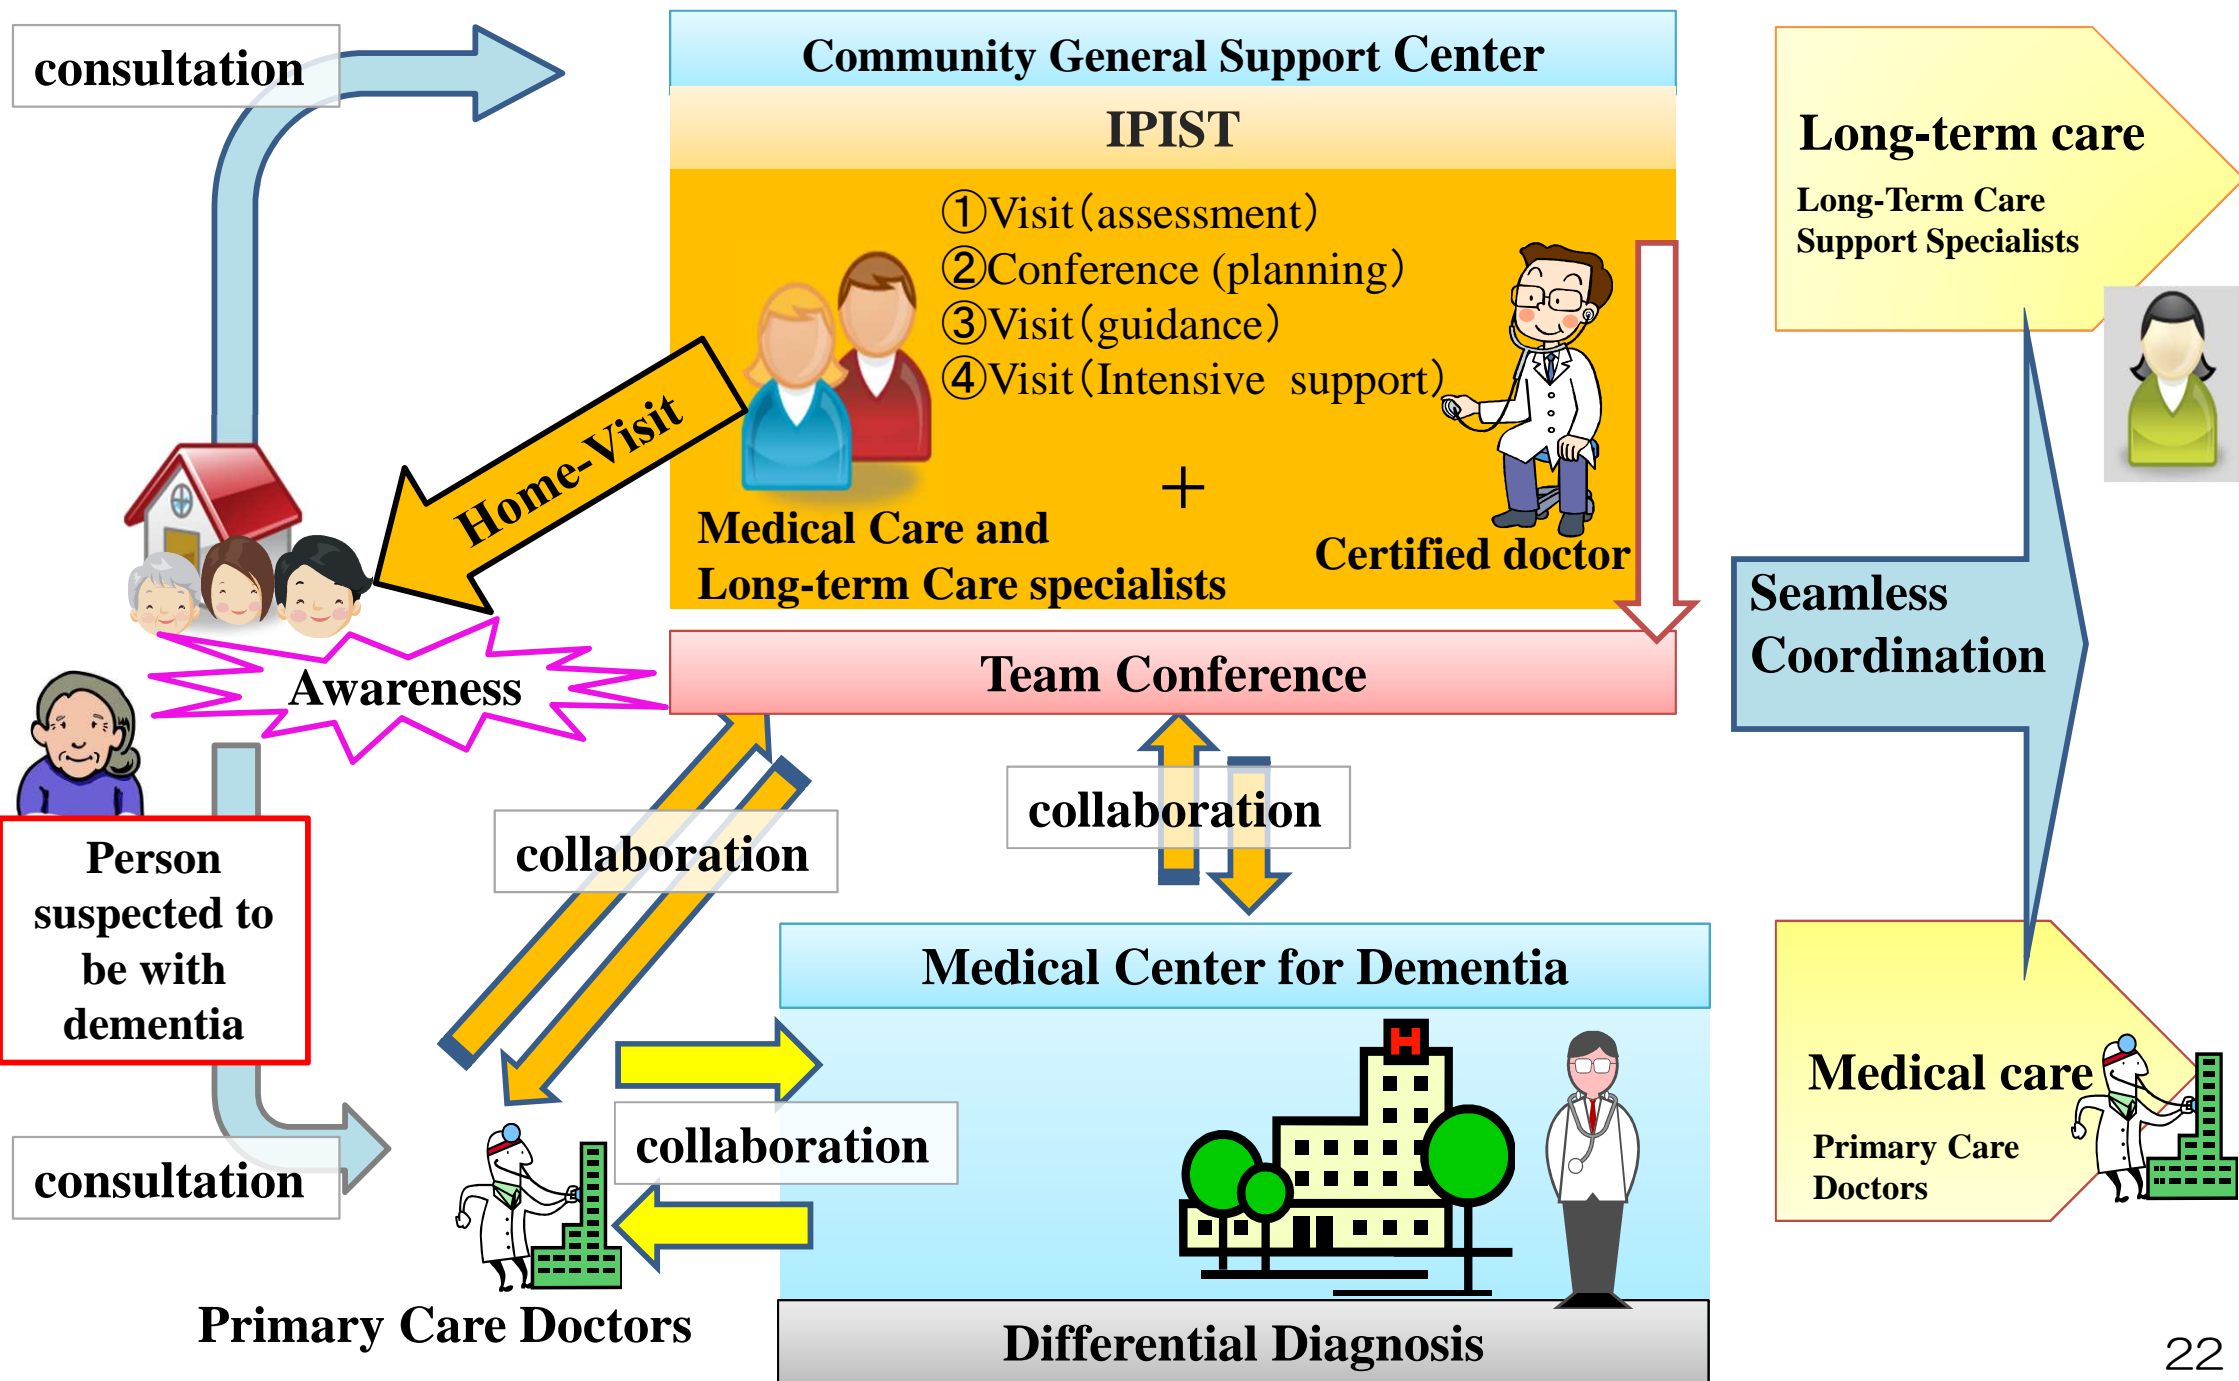 consultation
Community General Support Center
IPIST
①Visit(assessment)
②Conference (planning)
③Visit(guidance)
④Visit(Intensive support)
Home-Visit
+
Medical Care and
Long-term Care specialists
Certified doctor
Team Conference
Awareness
Person
suspected to
be with
dementia
collaboration
collaboration
consultation
Primary Care Doctors
collaboration
Medical Center for Dementia
H
Differential Diagnosis
Long-term care
Long-Term Care
Support Specialists
Seamless
Coordination
Medical care
Primary Care
Doctors
22